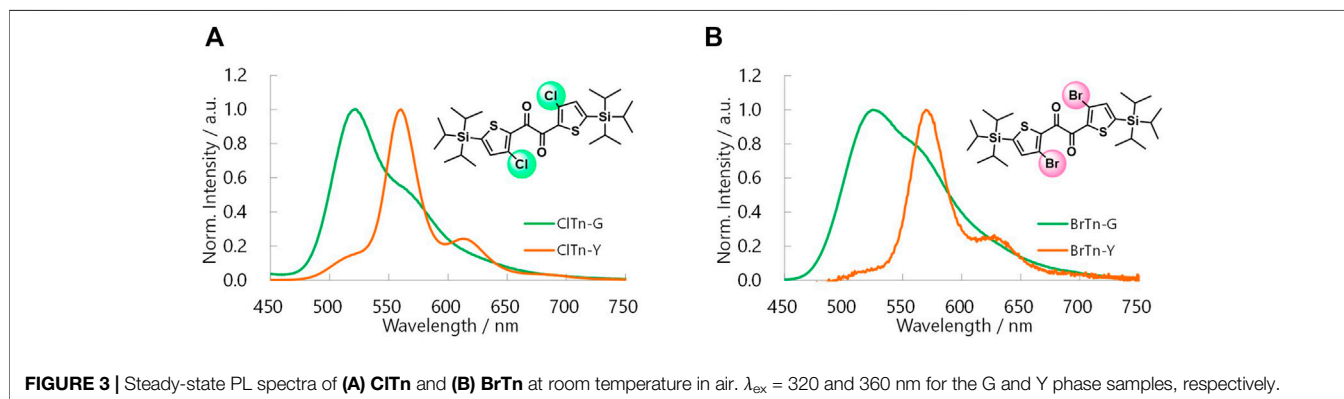 A
Norm. Intensity / a.u.
1.2
1.0
0.8
0.6
0.4
0.2
0.0
450 500 550 600 650 700 750
Wavelength / nm
Cl
O
S
Si
Si
S
O
Cl
ClTn-G
ClTn-Y
B
Norm. Intensity / a.u.
1.2
1.0
0.8
0.6
0.4
0.2
0.0
450 500 550 600 650 700 750
Wavelength / nm
Br
O
S
Si
Si
S
O
Br
BrTn-G
BrTn-Y
FIGURE 3 | Steady-state PL spectra of (A) ClTn and (B) BrTn at room temperature in air. λex = 320 and 360 nm for the G and Y phase samples, respectively.